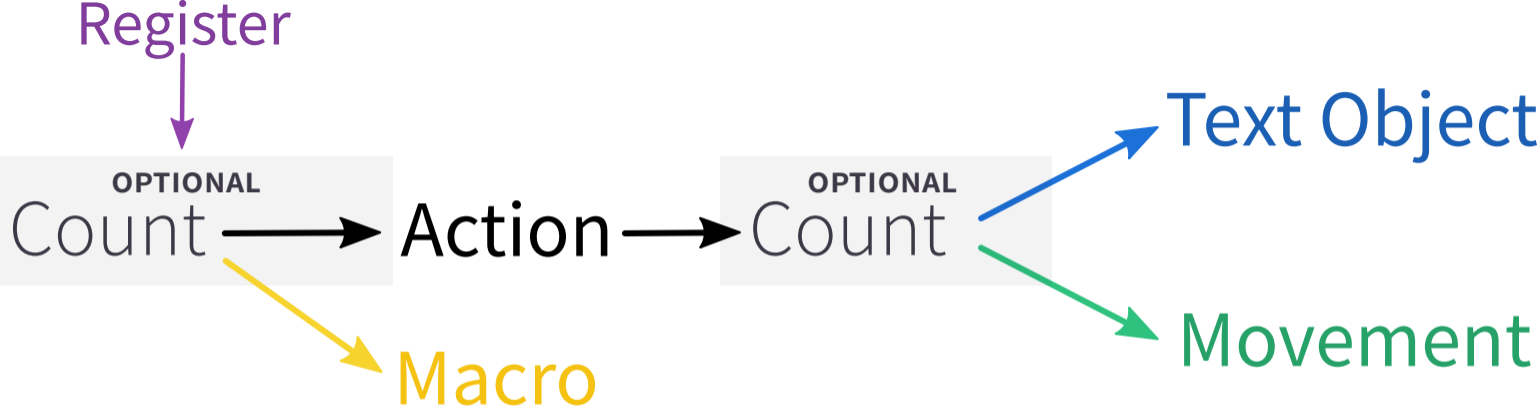 Register
OPTIONAL
Count
Action
OPTIONAL
Count
Text Object
Macro
Movement